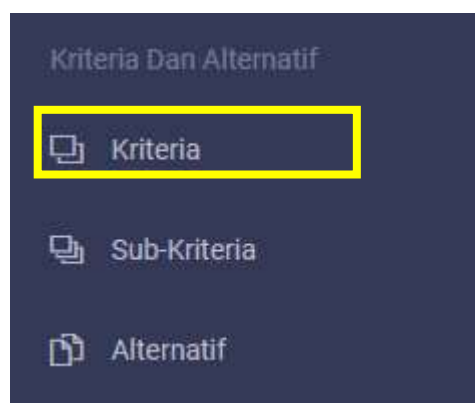 Kriteria Dan Alternatif
Kriteria
Sub-Kriteria
Alternatif